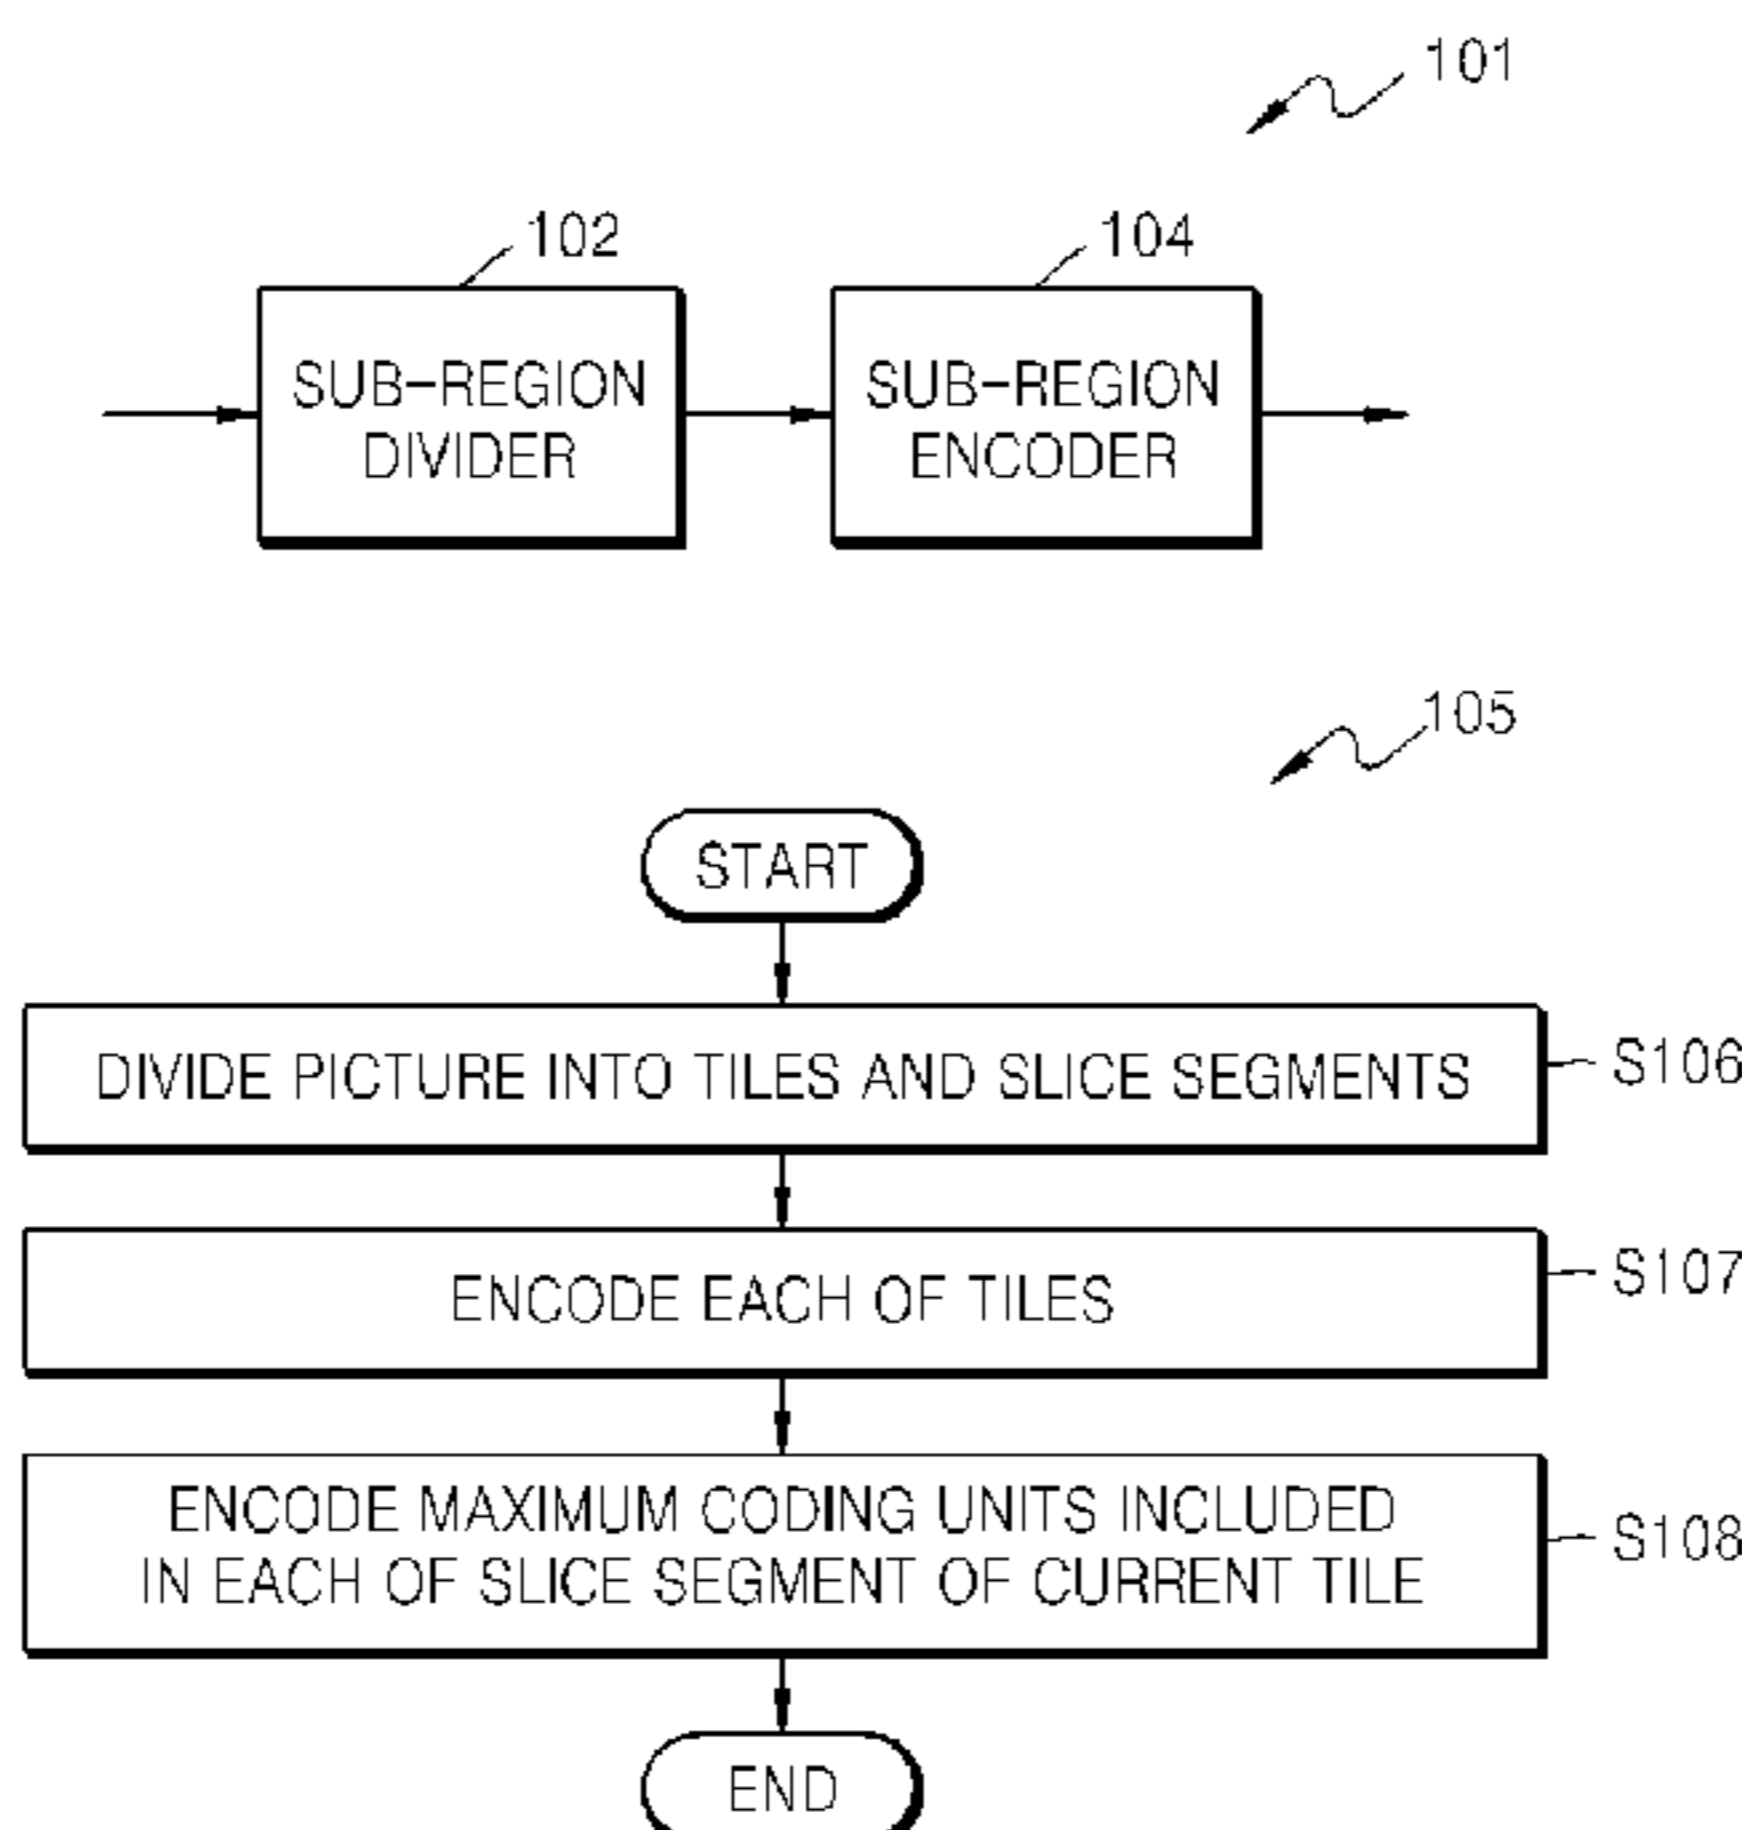 101
102
104
SUB-REGION
DIVIDER
SUB-REGION
ENCODER
105
START
DIVIDE PICTURE INTO TILES AND SLICE SEGMENTS
S106
ENCODE EACH OF TILES
S107
ENCODE MAXIMUM CODING UNITS INCLUDED
IN EACH OF SLICE SEGMENT OF CURRENT TILE
S108
END